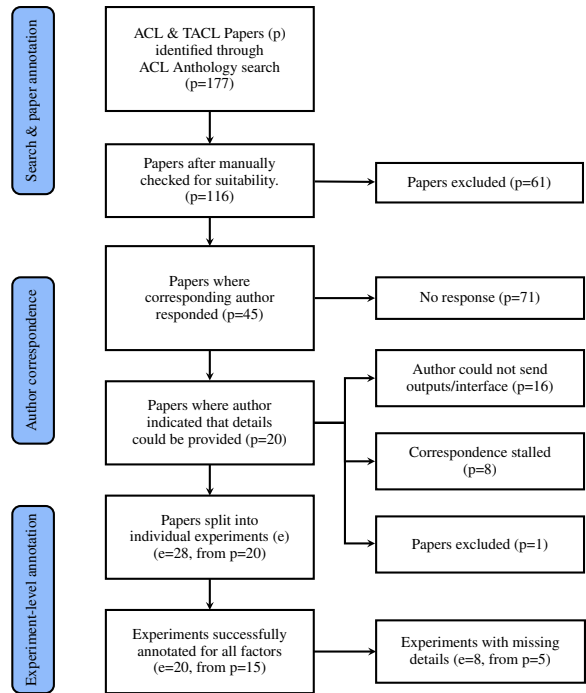 Search & paper annotation
ACL & TACL Papers (p)
identified through
ACL Anthology search
(p=177)
Papers after manually
checked for suitability.
(p=116)
Papers excluded (p=61)
Author correspondence
Papers where
corresponding author
responded (p=45)
No response (p=71)
Papers where author
indicated that details
could be provided (p=20)
Author could not send
outputs/interface (p=16)
Correspondence stalled
(p=8)
Papers excluded (p=1)
Experiment-level annotation
Papers split into
individual experiments (e)
(e=28, from p=20)
Experiments successfully
annotated for all factors
(e=20, from p=15)
Experiments with missing
details (e=8, from p=5)